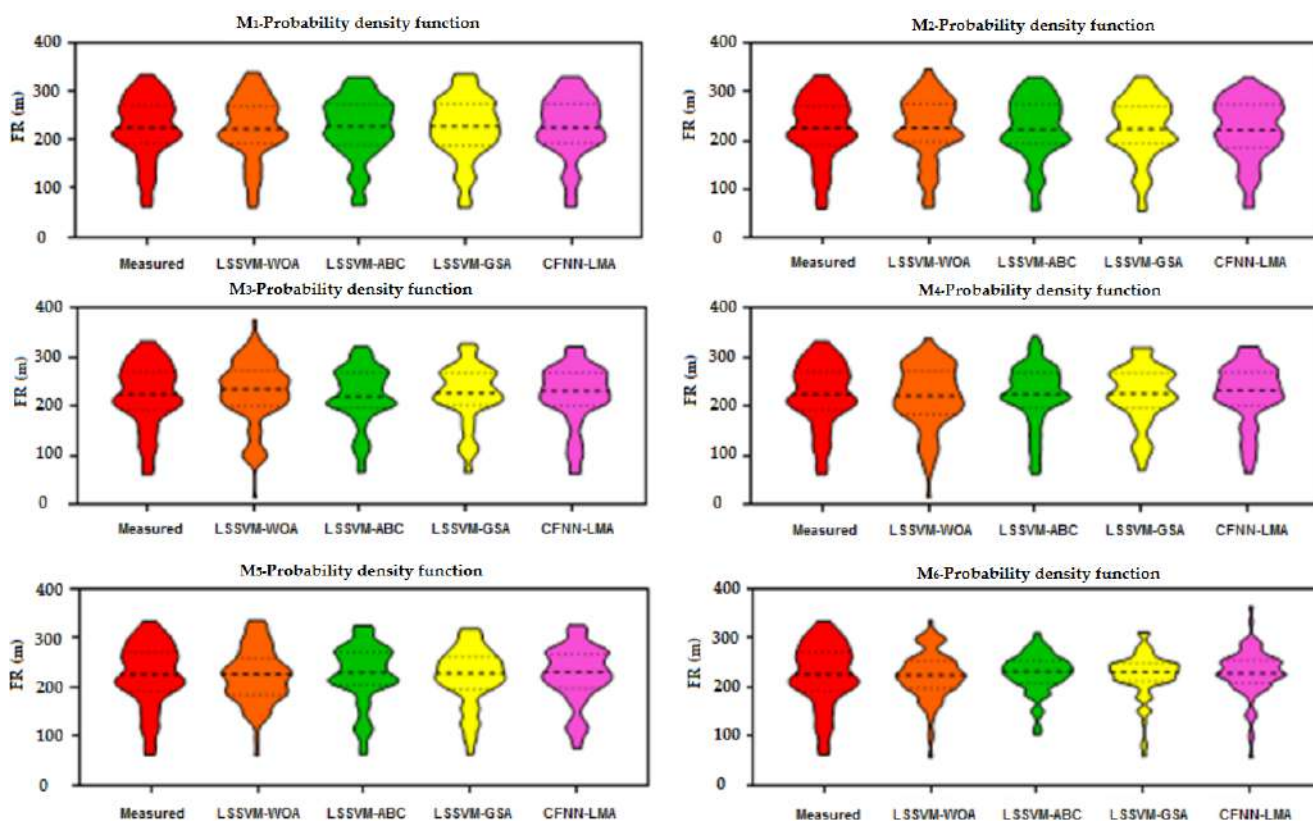 M1-Probability density function
400
300
200
100
0
FR (m)
Measured LSSVM-WOA LSSVM-ABC LSSVM-GSA CFNN-LMA
M2-Probability density function
400
300
200
100
0
FR (m)
Measured LSSVM-WOA LSSVM-ABC LSSVM-GSA CFNN-LMA
M3-Probability density function
400
300
200
100
0
FR (m)
Measured LSSVM-WOA LSSVM-ABC LSSVM-GSA CFNN-LMA
M4-Probability density function
400
300
200
100
0
FR (m)
Measured LSSVM-WOA LSSVM-ABC LSSVM-GSA CFNN-LMA
M5-Probability density function
400
300
200
100
0
FR (m)
Measured LSSVM-WOA LSSVM-ABC LSSVM-GSA CFNN-LMA
M6-Probability density function
400
300
200
100
0
FR (m)
Measured LSSVM-WOA LSSVM-ABC LSSVM-GSA CFNN-LMA